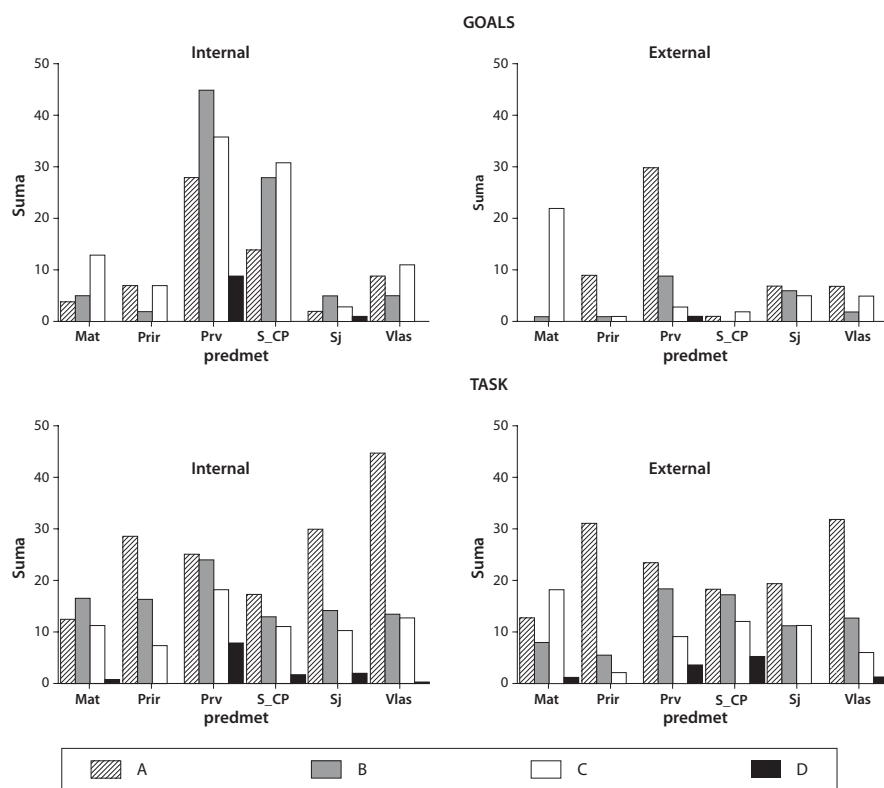 GOALS
Internal
50
40
30
20
10
0
Suma
Mat Prir Prv S_CP Sj Vlas
predmet
External
50
40
30
20
10
0
Suma
Mat Prir Prv S_CP Sj Vlas
predmet
TASK
Internal
50
40
30
20
10
0
Suma
Mat Prir Prv S_CP Sj Vlas
predmet
External
50
40
30
20
10
0
Suma
Mat Prir Prv S_CP Sj Vlas
predmet
A B C D